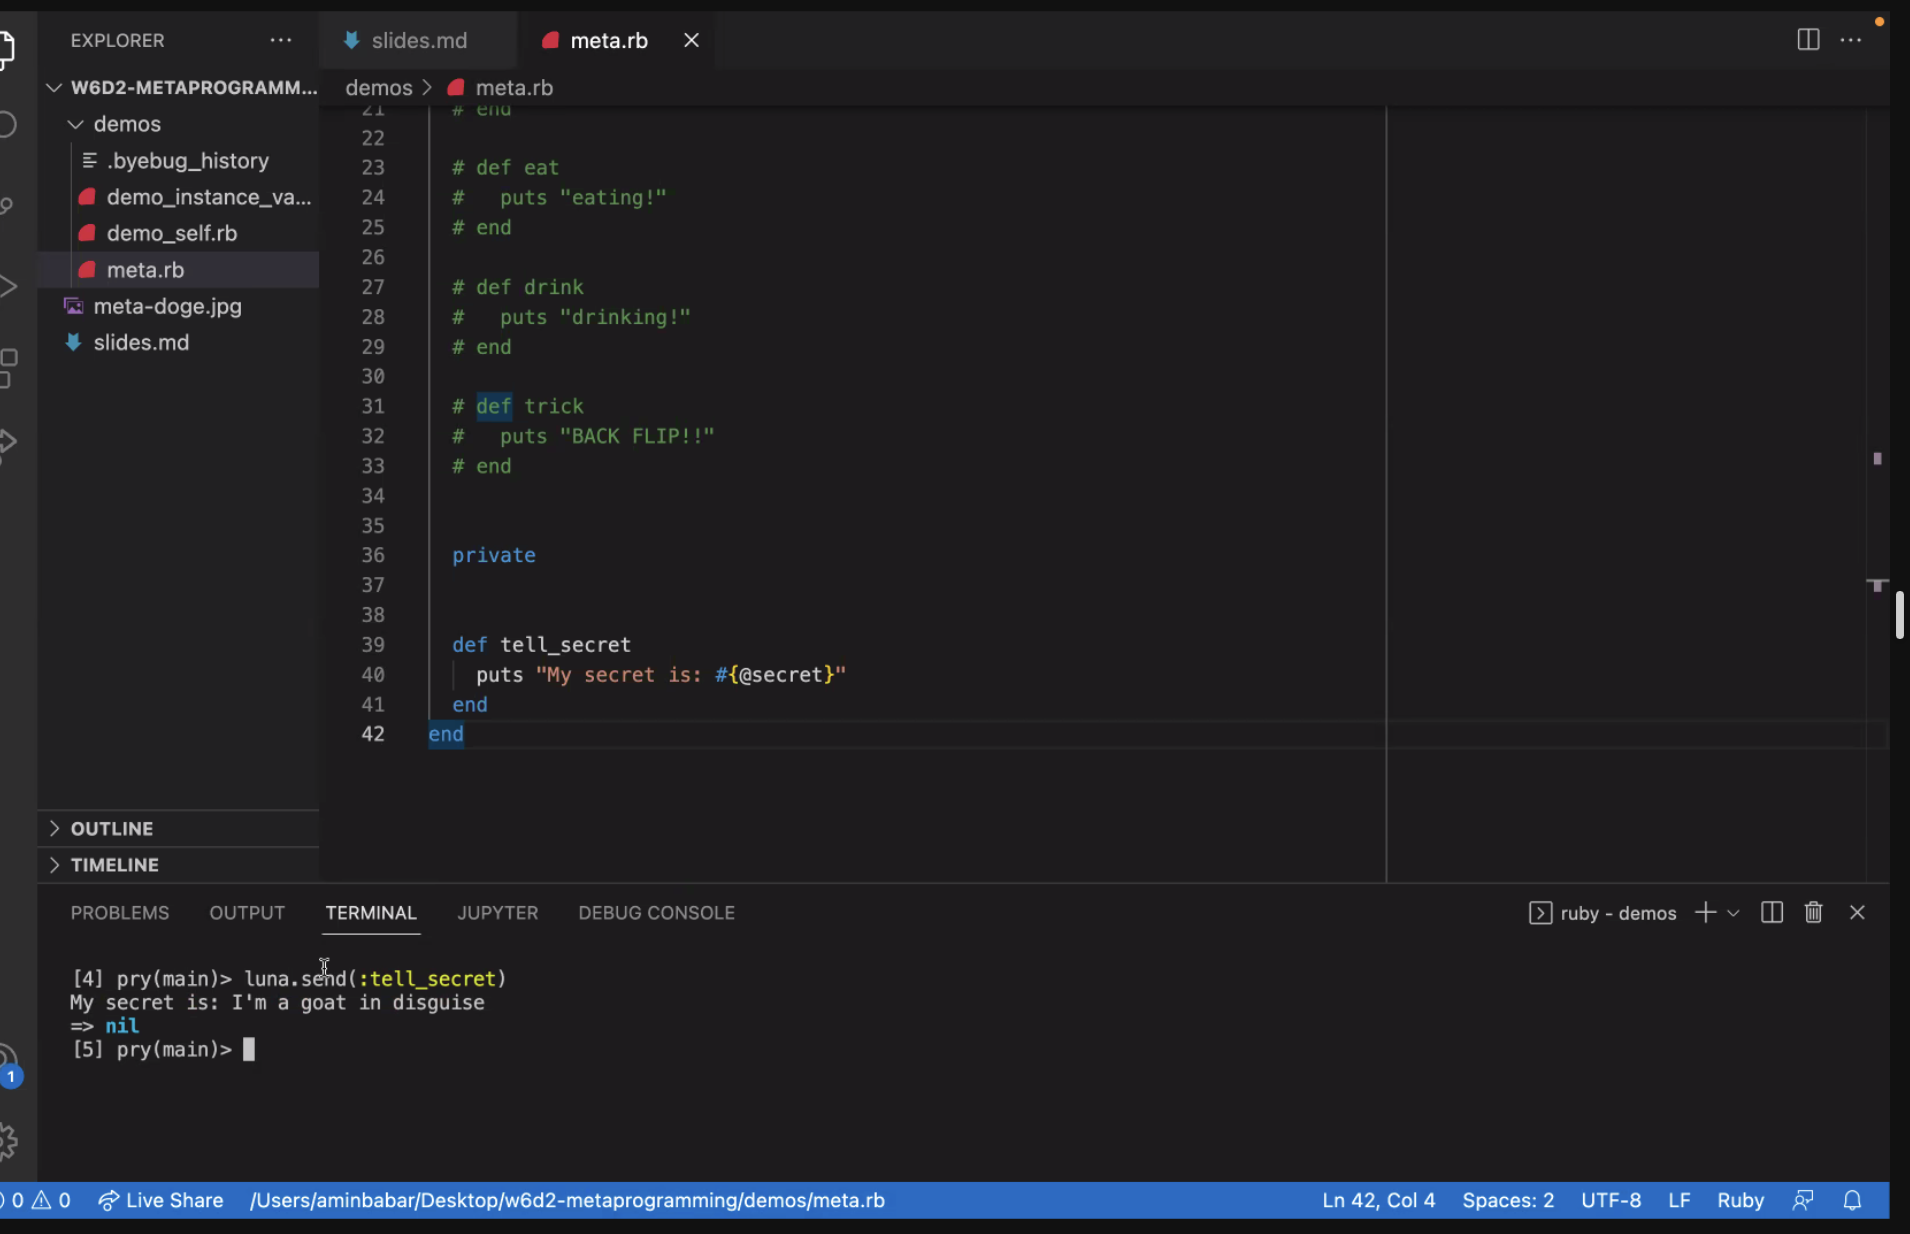 EXPLORER
slides.md
meta.rb
W6D2-METAPROGRAMM...
demos > meta.rb
demos
.byebug_history
demo_instance_va...
demo_self.rb
meta.rb
meta-doge.jpg
slides.md
21 # end
22
23 # def eat
24 #   puts "eating!"
25 # end
26
27 # def drink
28 #   puts "drinking!"
29 # end
30
31 # def trick
32 #   puts "BACK FLIP!!"
33 # end
34
35
36 private
37
38
39 def tell_secret
40   puts "My secret is: #{@secret}"
41 end
42 end
OUTLINE
TIMELINE
PROBLEMS OUTPUT TERMINAL JUPYTER DEBUG CONSOLE
ruby - demos
[4] pry(main)> luna.send(:tell_secret)
My secret is: I'm a goat in disguise
=> nil
[5] pry(main)>
1
0 0 Live Share /Users/aminbabar/Desktop/w6d2-metaprogramming/demos/meta.rb Ln 42, Col 4 Spaces: 2 UTF-8 LF Ruby